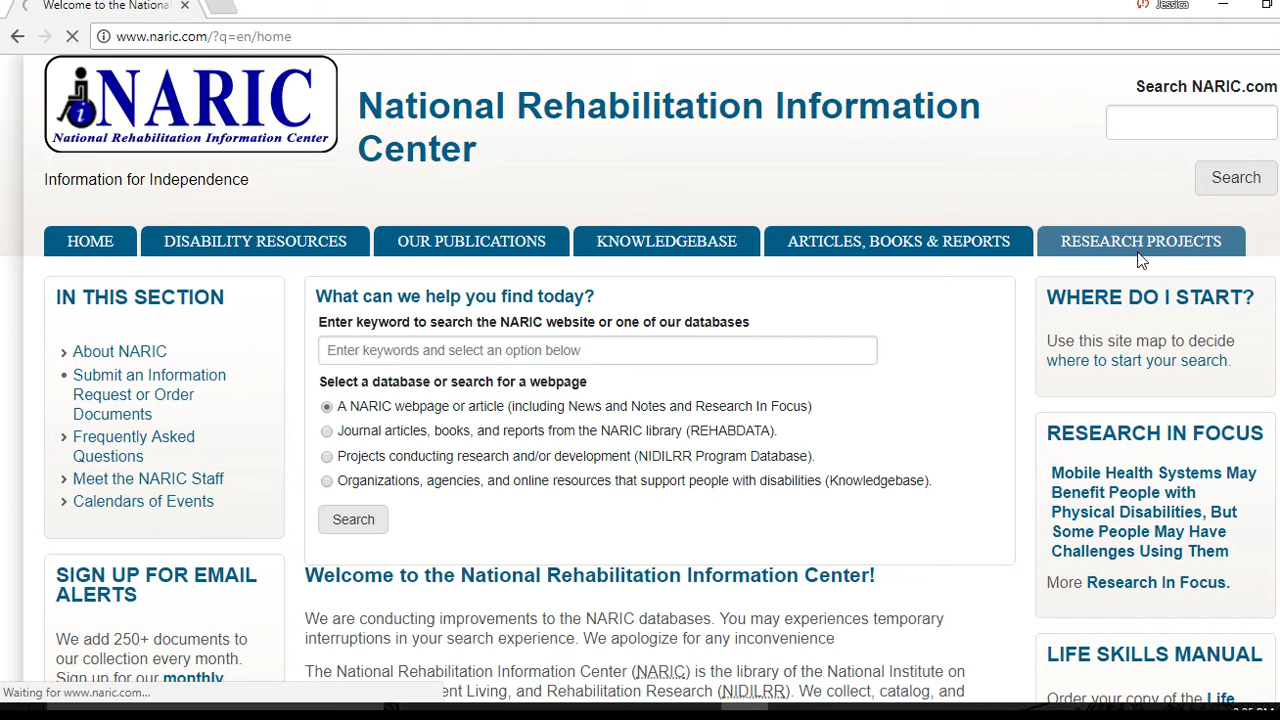 Welcome to the National
Jessica
www.naric.com/?q=en/home
NARIC
National Rehabilitation Information Center
Information for Independence
National Rehabilitation Information
Center
Search NARIC.com
Search
HOME
DISABILITY RESOURCES
OUR PUBLICATIONS
KNOWLEDGEBASE
ARTICLES, BOOKS & REPORTS
RESEARCH PROJECTS
IN THIS SECTION
About NARIC
Submit an Information
Request or Order
Documents
Frequently Asked
Questions
Meet the NARIC Staff
Calendars of Events
SIGN UP FOR EMAIL
ALERTS
We add 250+ documents to
our collection every month.
Sign up for our monthly
What can we help you find today?
Enter keyword to search the NARIC website or one of our databases
Enter keywords and select an option below
Select a database or search for a webpage
A NARIC webpage or article (including News and Notes and Research In Focus)
Journal articles, books, and reports from the NARIC library (REHABDATA).
Projects conducting research and/or development (NIDILRR Program Database).
Organizations, agencies, and online resources that support people with disabilities (Knowledgebase).
Search
Welcome to the National Rehabilitation Information Center!
We are conducting improvements to the NARIC databases. You may experiences temporary
interruptions in your search experience. We apologize for any inconvenience
The National Rehabilitation Information Center (NARIC) is the library of the National Institute on
ent Living, and Rehabilitation Research (NIDILRR). We collect, catalog, and
WHERE DO I START?
Use this site map to decide
where to start your search.
RESEARCH IN FOCUS
Mobile Health Systems May
Benefit People with
Physical Disabilities, But
Some People May Have
Challenges Using Them
More Research In Focus.
LIFE SKILLS MANUAL
Order your copy of the Life
Waiting for www.naric.com...